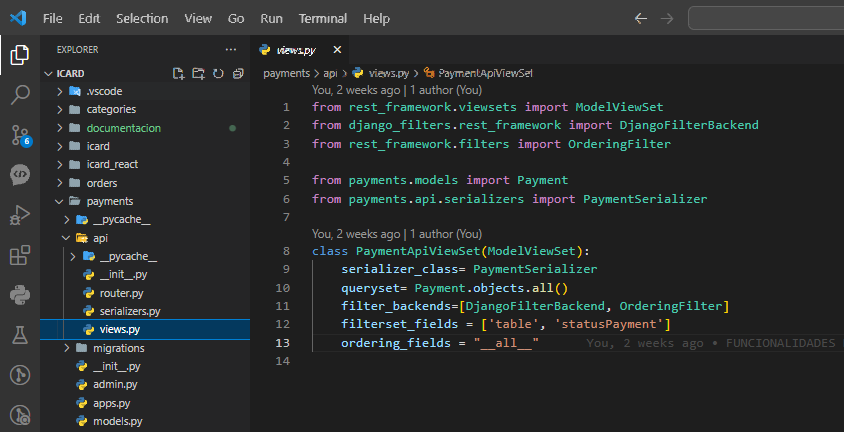 File Edit Selection View Go Run Terminal Help
EXPLORER
views.py
ICARD
payments > api > views.py > PaymentApiViewSet
.vscode
categories
documentacion
icard
icard_react
orders
payments
__pycache__
api
__pycache__
__init__.py
router.py
serializers.py
views.py
migrations
__init__.py
admin.py
apps.py
models.py
6
You, 2 weeks ago | 1 author (You)
1 from rest_framework.viewsets import ModelViewSet
2 from django_filters.rest_framework import DjangoFilterBackend
3 from rest_framework.filters import OrderingFilter
4
5 from payments.models import Payment
6 from payments.api.serializers import PaymentSerializer
7
You, 2 weeks ago | 1 author (You)
8 class PaymentApiViewSet(ModelViewSet):
9 serializer_class= PaymentSerializer
10 queryset= Payment.objects.all()
11 filter_backends=[DjangoFilterBackend, OrderingFilter]
12 filterset_fields = ['table', 'statusPayment']
13 ordering_fields = "__all__" You, 2 weeks ago • FUNCIONALIDADES
14